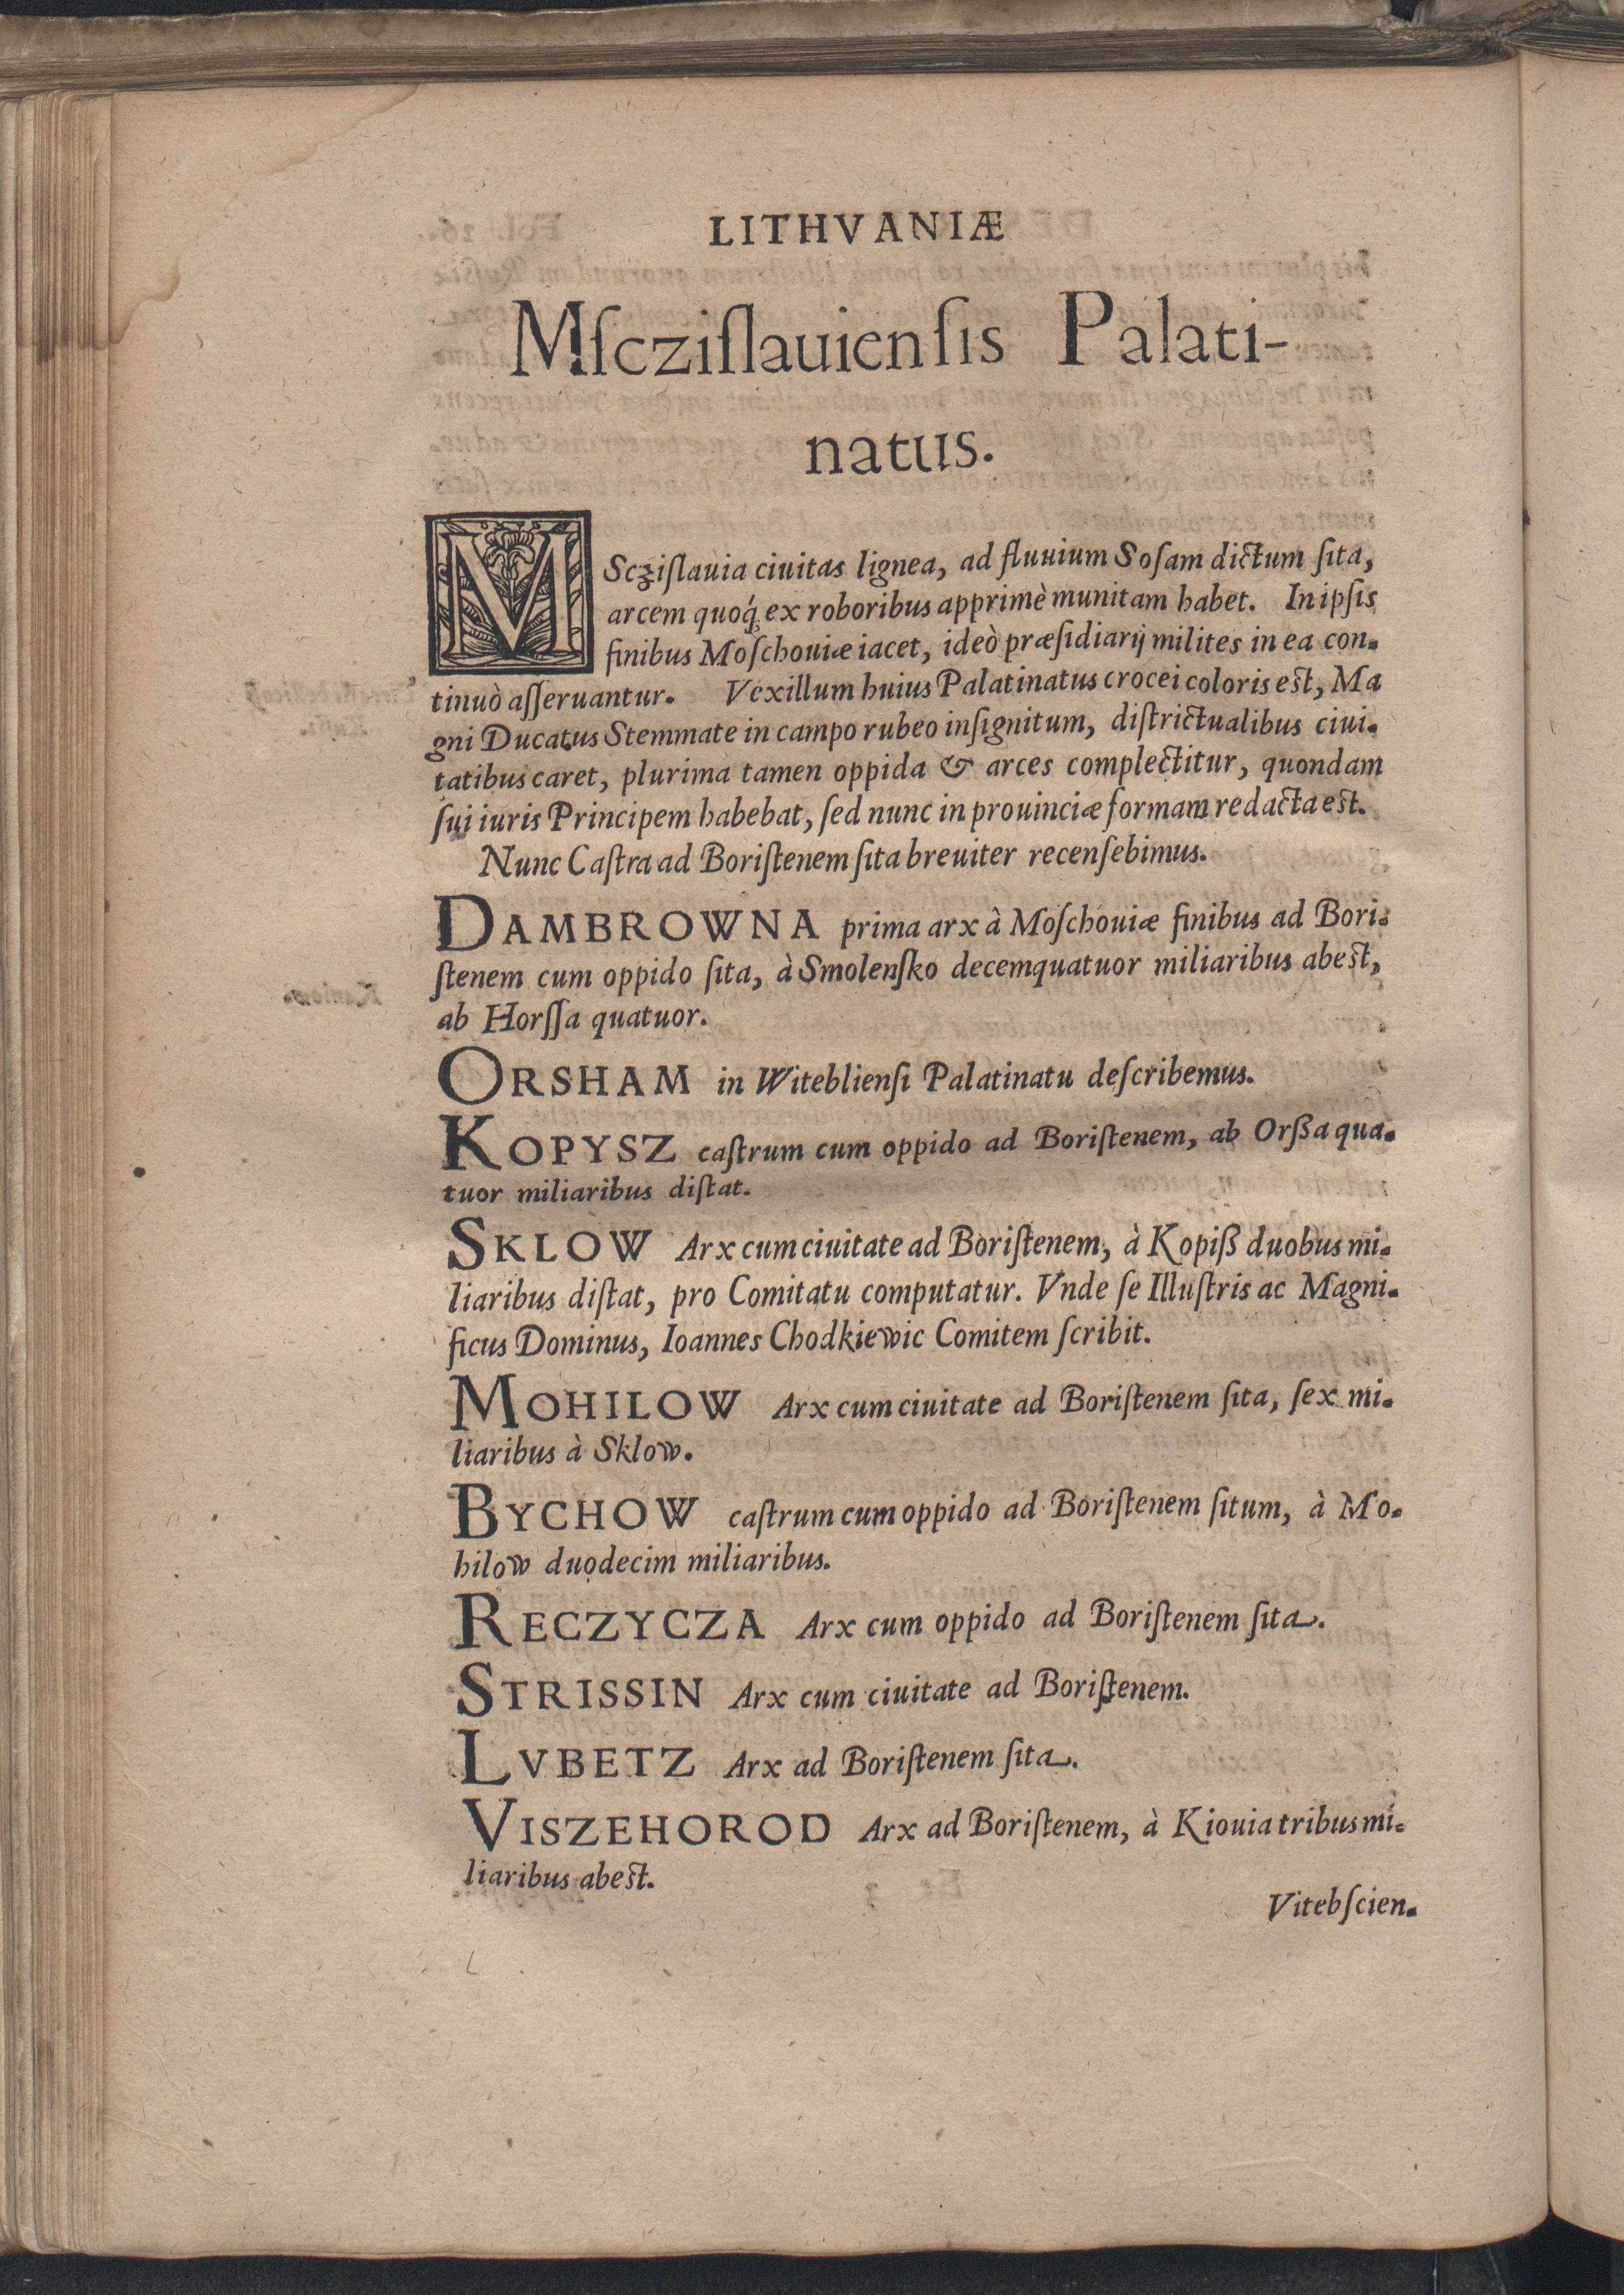 LITHVANIÆ
Mſcziſlauienſis Palati-
natus.
MScziſlauia ciuitas lignea, ad fluuium Soſam dictum ſita,
arcem quoq́; ex roboribus apprimè munitam habet. In ipſis
finibus Moſchouiæ iacet, ideò præſidiarij milites in ea con-
tinuò aſſeruantur. Vexillum huius Palatinatus crocei coloris est, Ma
gni Ducatus Stemmate in campo rubeo inſignitum, diſtrictualibus ciui-
tatibus caret, plurima tamen oppida & arces complectitur, quondam
ſui iuris Principem habebat, ſed nunc in prouinciæ formam redacta est.
Nunc Caſtra ad Boriſtenem ſita breuiter recenſebimus.
DAMBROWNA prima arx à Moſchouiæ finibus ad Bori-
ſtenem cum oppido ſita, à Smolenſko decemquatuor miliaribus abest,
ab Horſſa quatuor.
ORSHAM in Witeblienſi Palatinatu deſcribemus.
KOPYSZ caſtrum cum oppido ad Boriſtenem, ab Orßa qua-
tuor miliaribus diſtat.
SKLOW Arx cum ciuitate ad Boriſtenem, à Kopiß duobus mi-
liaribus diſtat, pro Comitatu computatur. Vnde ſe Illuſtris ac Magni-
ficus Dominus, Ioannes Chodkiewic Comitem ſcribit.
MOHILOW Arx cum ciuitate ad Boriſtenem ſita, ſex mi-
liaribus à Sklow.
BYCHOW caſtrum cum oppido ad Boriſtenem ſitum, à Mo-
hilow duodecim miliaribus.
RECZYCZA Arx cum oppido ad Boriſtenem ſita.
STRISSIN Arx cum ciuitate ad Boriſtenem.
LVBETZ Arx ad Boriſtenem ſita.
VISZEHOROD Arx ad Boriſtenem, à Kiouia tribus mi-
liaribus abest.
Vitebſcien-